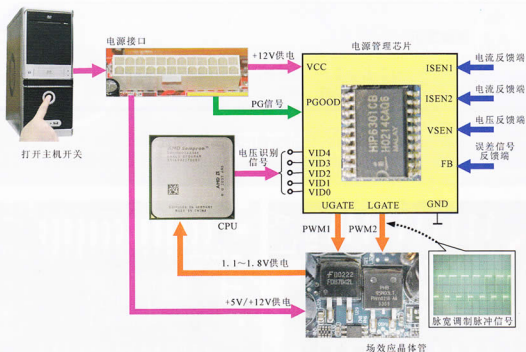 电源接口
电源管理芯片
+12V供电
VCC
ISEN1
电流反馈端
PG信号
PGOOD
ISEN2
电流反馈端
HIP6301CB
H0214CAQS
MALAY
VSEN
电压反馈端
打开主机开关
电压识别
信号
VID4
VID3
VID2
VID1
VID0
FB
误差信号
反馈端
CPU
UGATE
LGATE
GND
PWM1
PWM2
1.1~1.8V供电
+5V/+12V供电
脉宽调制脉冲信号
场效应晶体管